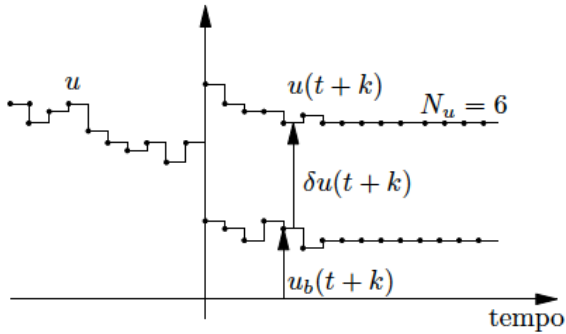 u
u(t + k)
N_u = 6
δu(t + k)
u_b(t + k)
tempo